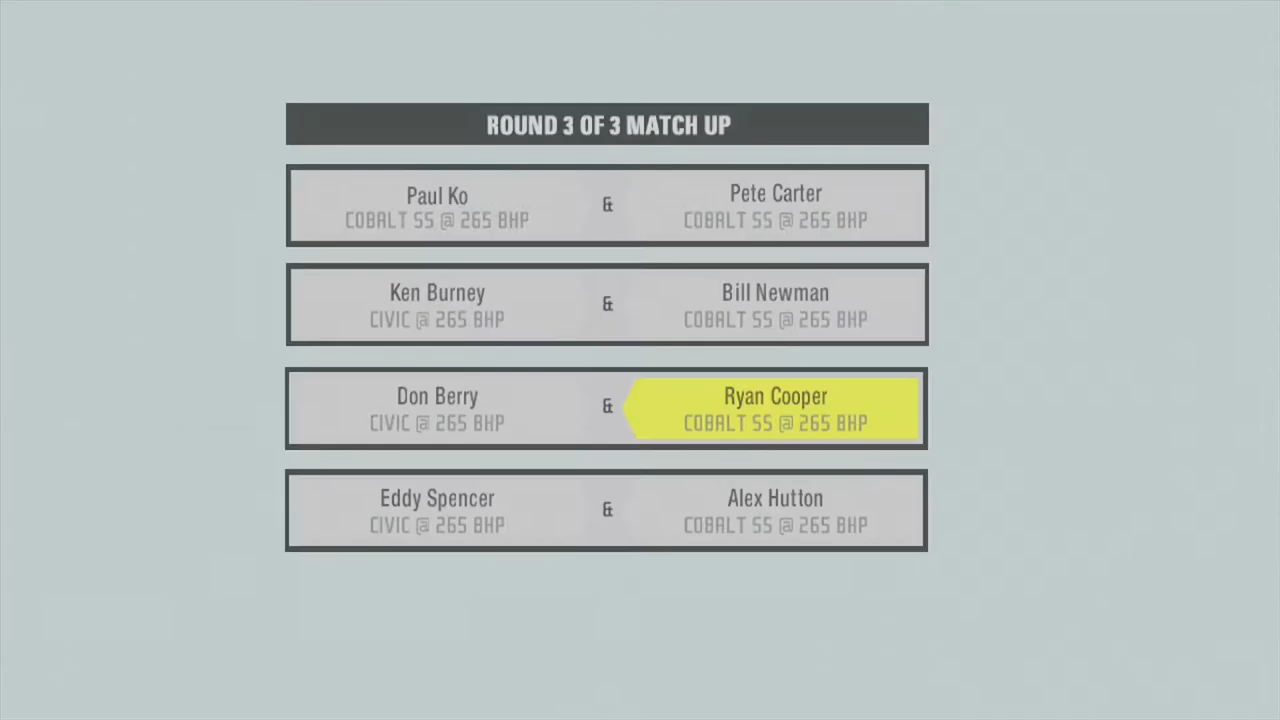 ROUND 3 OF 3 MATCH UP
Paul Ko & Pete Carter
COBALT SS @ 265 BHP COBALT SS @ 265 BHP
Ken Burney & Bill Newman
CIVIC @ 265 BHP COBALT SS @ 265 BHP
Don Berry & Ryan Cooper
CIVIC @ 265 BHP COBALT SS @ 265 BHP
Eddy Spencer & Alex Hutton
CIVIC @ 265 BHP COBALT SS @ 265 BHP